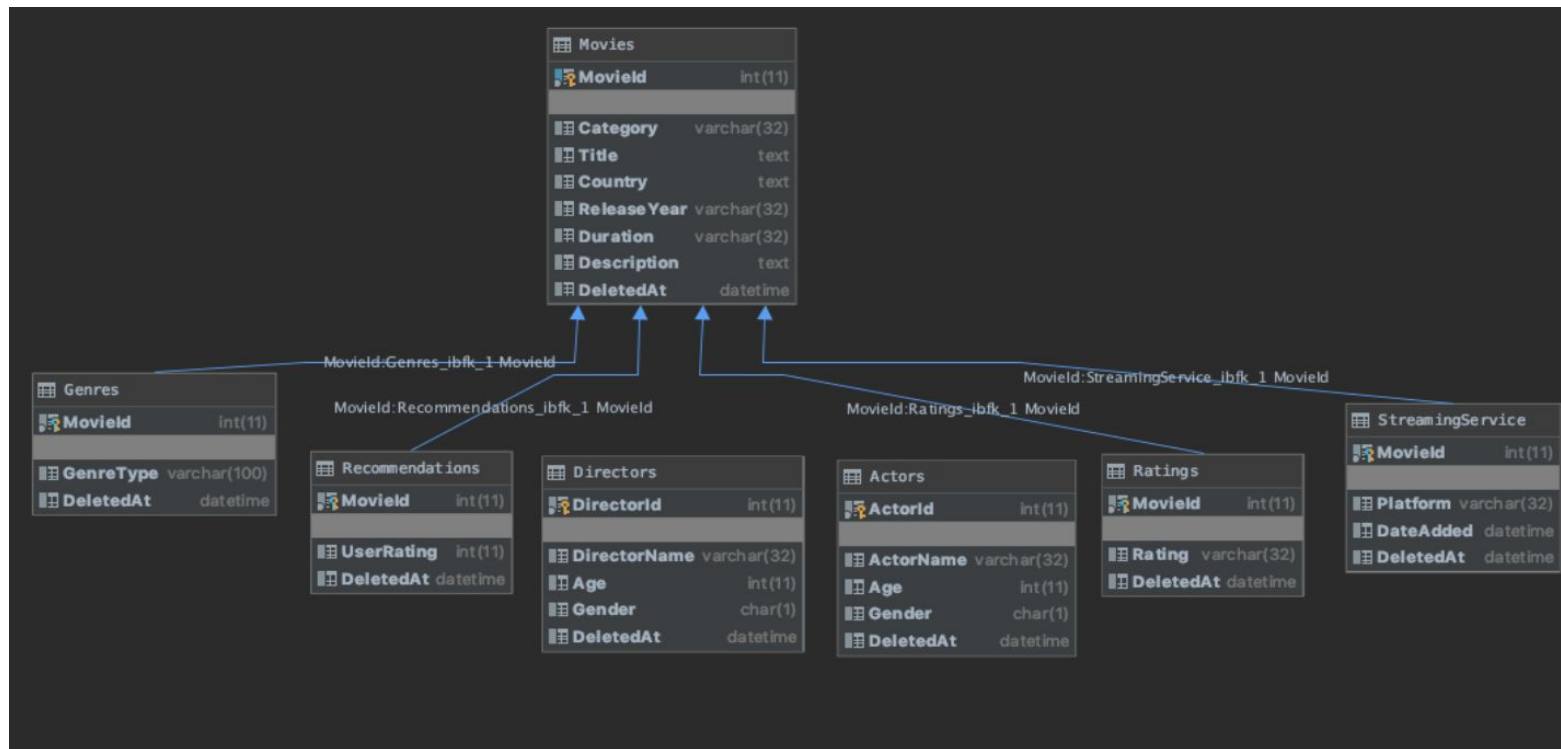 Movies
MovieId int(11)
Category varchar(32)
Title text
Country text
ReleaseYear varchar(32)
Duration varchar(32)
Description text
DeletedAt datetime
MovieId:Genres_ibfk_1 MovieId
MovieId:StreamingService_ibfk_1 MovieId
MovieId:Recommendations_ibfk_1 MovieId
MovieId:Ratings_ibfk_1 MovieId
Genres
MovieId int(11)
GenreType varchar(100)
DeletedAt datetime
Recommendations
MovieId int(11)
UserRating int(11)
DeletedAt datetime
Directors
DirectorId int(11)
DirectorName varchar(32)
Age int(11)
Gender char(1)
DeletedAt datetime
Actors
ActorId int(11)
ActorName varchar(32)
Age int(11)
Gender char(1)
DeletedAt datetime
Ratings
MovieId int(11)
Rating varchar(32)
DeletedAt datetime
StreamingService
MovieId int(11)
Platform varchar(32)
DateAdded datetime
DeletedAt datetime